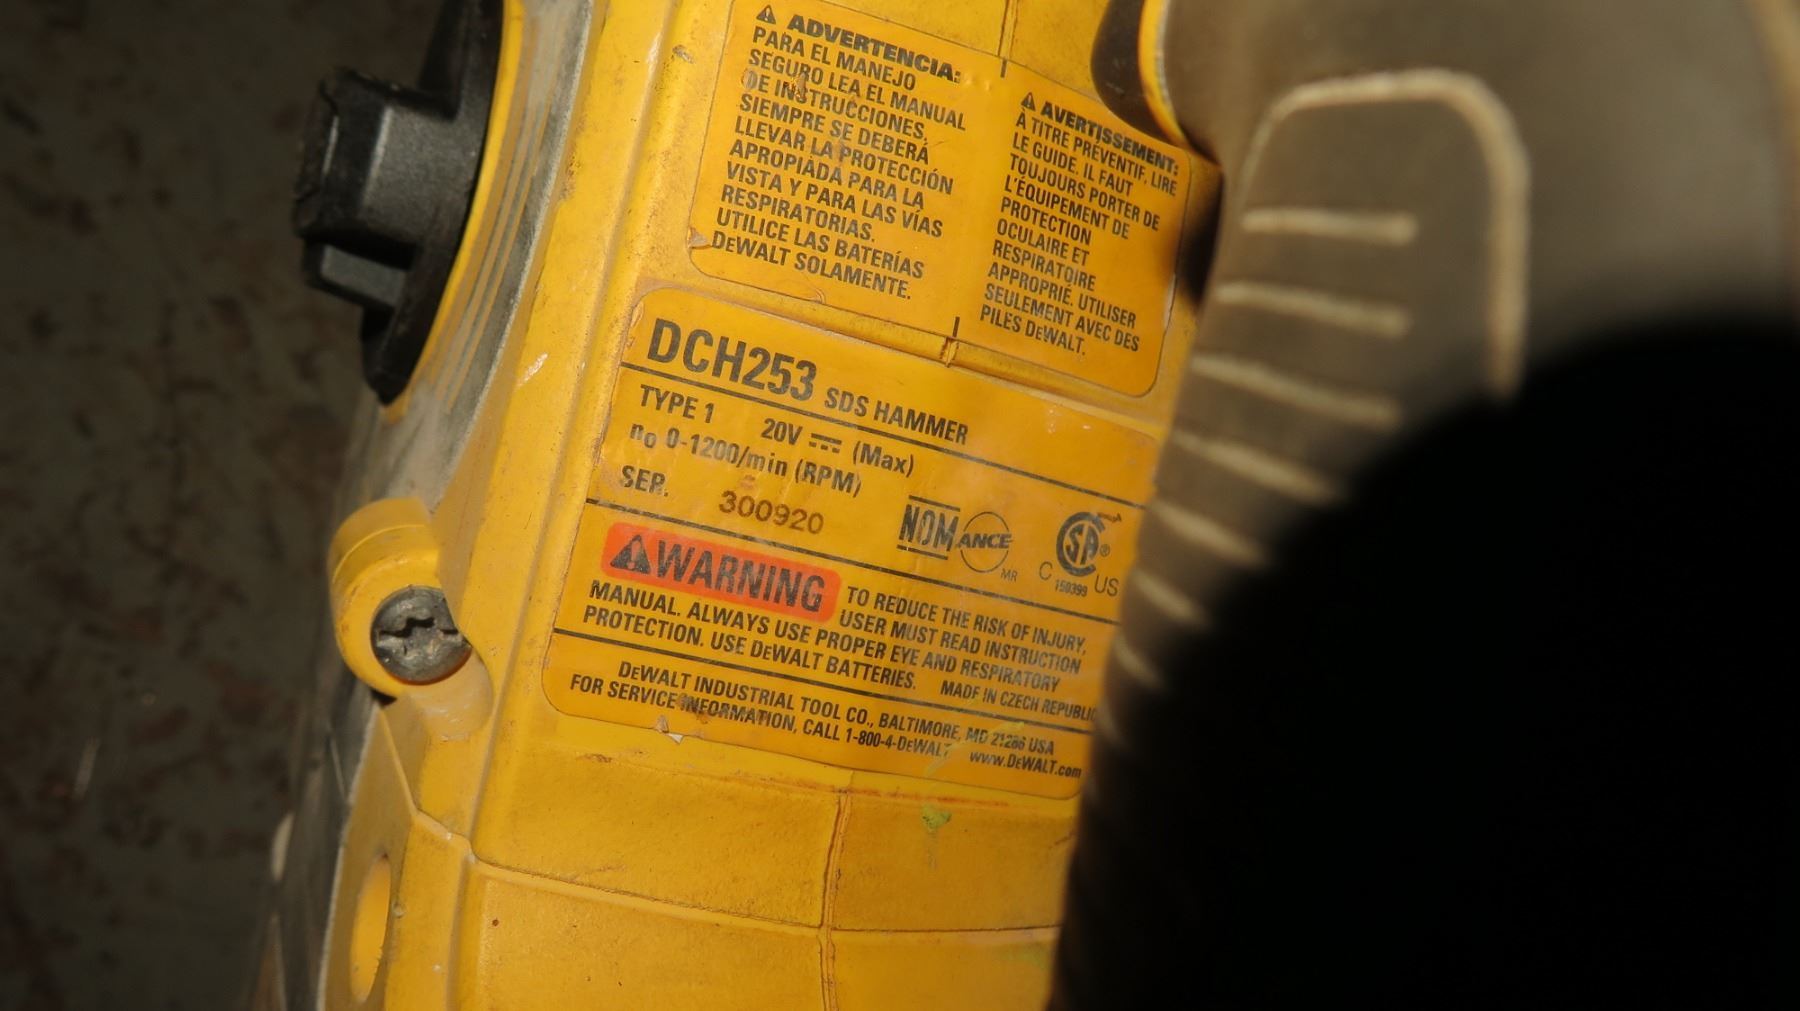 ADVERTENCIA:
PARA EL MANEJO
SEGURO LEA EL MANUAL
DE INSTRUCCIONES.
SIEMPRE SE DEBERÁ
LLEVAR LA PROTECCIÓN
APROPIADA PARA LA
VISTA Y PARA LAS VÍAS
RESPIRATORIAS.
UTILICE LAS BATERÍAS
DEWALT SOLAMENTE.
AVERTISSEMENT:
À TITRE PRÉVENTIF, LIRE
LE GUIDE. IL FAUT
TOUJOURS PORTER DE
L'ÉQUIPEMENT DE
PROTECTION
OCULAIRE ET
RESPIRATOIRE
APPROPRIÉ. UTILISER
SEULEMENT AVEC DES
PILES DEWALT.
DCH253 SDS HAMMER
TYPE 1 20V ⎓ (Max)
n0 0-1200/min (RPM)
SER. 300920
NOM ANCE MR
CSA® C US
150399
WARNING TO REDUCE THE RISK OF INJURY,
USER MUST READ INSTRUCTION
MANUAL. ALWAYS USE PROPER EYE AND RESPIRATORY
PROTECTION. USE DEWALT BATTERIES. MADE IN CZECH REPUBLIC
DEWALT INDUSTRIAL TOOL CO., BALTIMORE, MD 21286 USA
FOR SERVICE INFORMATION, CALL 1-800-4-DEWALT www.DEWALT.com